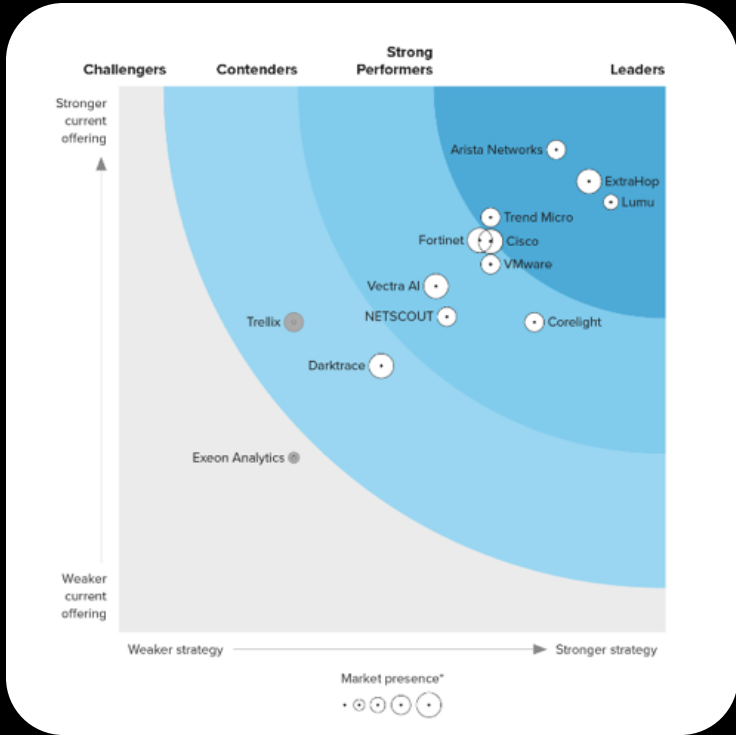 Strong
Challengers Contenders Performers Leaders
Stronger
current
offering
Arista Networks
ExtraHop
Lumu
Trend Micro
Fortinet Cisco
VMware
Vectra AI
NETSCOUT
Trellix Corelight
Darktrace
Exeon Analytics
Weaker
current
offering
Weaker strategy Stronger strategy
Market presence*